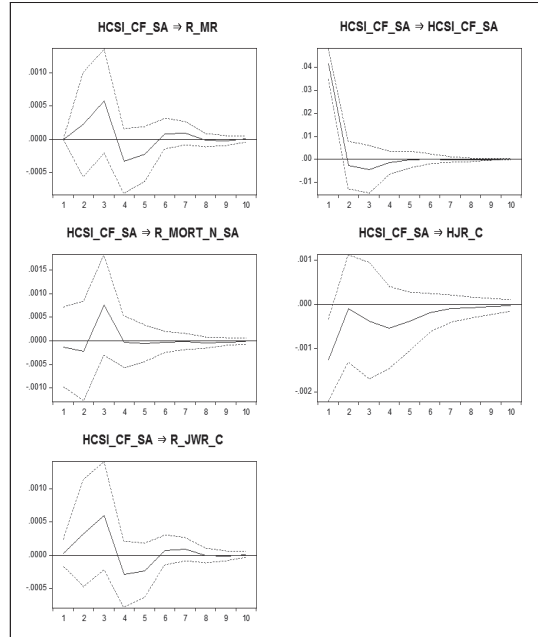 HCSI_CF_SA ⇒ R_MR
.0010
.0005
.0000
-.0005
1 2 3 4 5 6 7 8 9 10
HCSI_CF_SA ⇒ HCSI_CF_SA
.04
.03
.02
.01
.00
-.01
1 2 3 4 5 6 7 8 9 10
HCSI_CF_SA ⇒ R_MORT_N_SA
.0015
.0010
.0005
.0000
-.0005
-.0010
1 2 3 4 5 6 7 8 9 10
HCSI_CF_SA ⇒ HJR_C
.001
.000
-.001
-.002
1 2 3 4 5 6 7 8 9 10
HCSI_CF_SA ⇒ R_JWR_C
.0010
.0005
.0000
-.0005
1 2 3 4 5 6 7 8 9 10